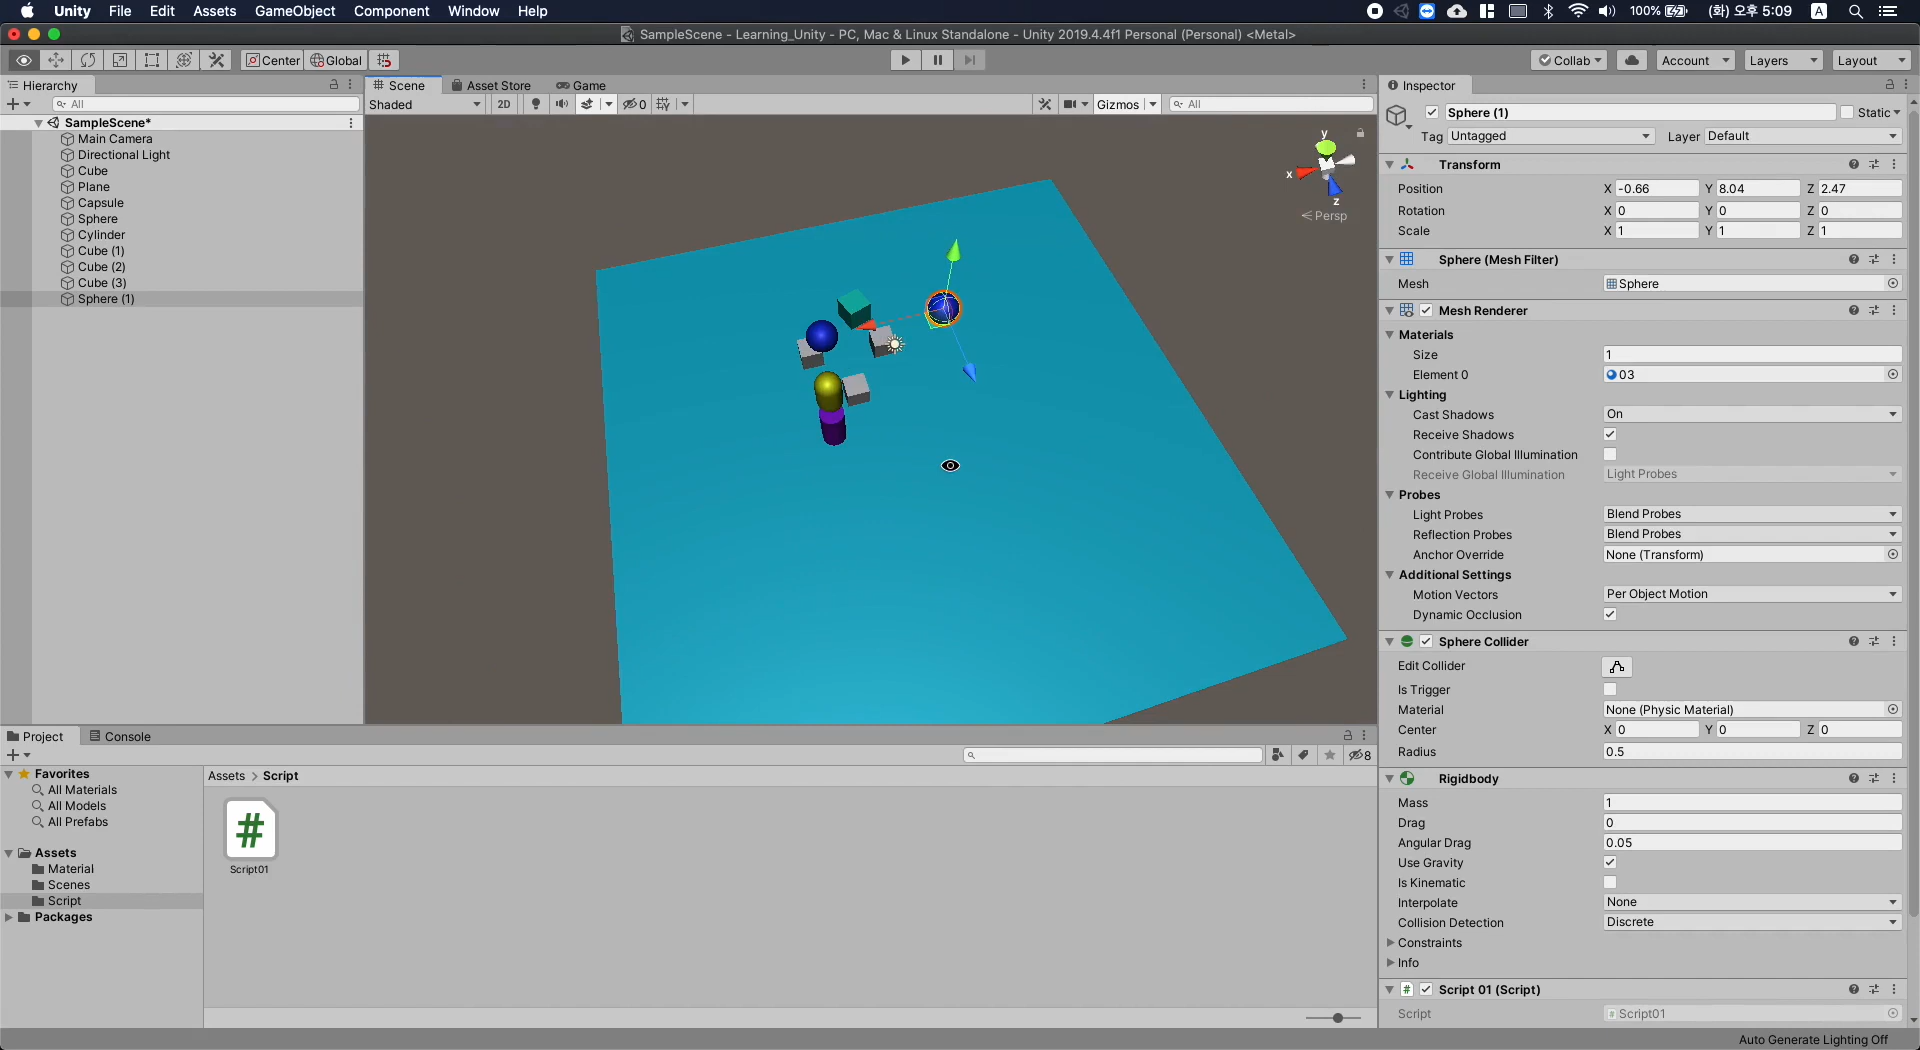 Unity File Edit Assets GameObject Component Window Help
100% (화) 오후 5:09 A
SampleScene - Learning_Unity - PC, Mac & Linux Standalone - Unity 2019.4.4f1 Personal (Personal) <Metal>
Center Global Collab Account Layers Layout
Hierarchy
All
SampleScene*
Main Camera
Directional Light
Cube
Plane
Capsule
Sphere
Cylinder
Cube (1)
Cube (2)
Cube (3)
Sphere (1)
Scene Asset Store Game
Shaded 2D 0 Gizmos All
y
x
z
Persp
Inspector
Sphere (1) Static
Tag Untagged Layer Default
Transform
Position X -0.66 Y 8.04 Z 2.47
Rotation X 0 Y 0 Z 0
Scale X 1 Y 1 Z 1
Sphere (Mesh Filter)
Mesh Sphere
Mesh Renderer
Materials
Size 1
Element 0 03
Lighting
Cast Shadows On
Receive Shadows
Contribute Global Illumination
Receive Global Illumination Light Probes
Probes
Light Probes Blend Probes
Reflection Probes Blend Probes
Anchor Override None (Transform)
Additional Settings
Motion Vectors Per Object Motion
Dynamic Occlusion
Sphere Collider
Edit Collider
Is Trigger
Material None (Physic Material)
Center X 0 Y 0 Z 0
Radius 0.5
Rigidbody
Mass 1
Drag 0
Angular Drag 0.05
Use Gravity
Is Kinematic
Interpolate None
Collision Detection Discrete
Constraints
Info
Script 01 (Script)
Script Script01
Project Console
8
Favorites
All Materials
All Models
All Prefabs
Assets
Material
Scenes
Script
Packages
Assets > Script
#
Script01
Auto Generate Lighting Off